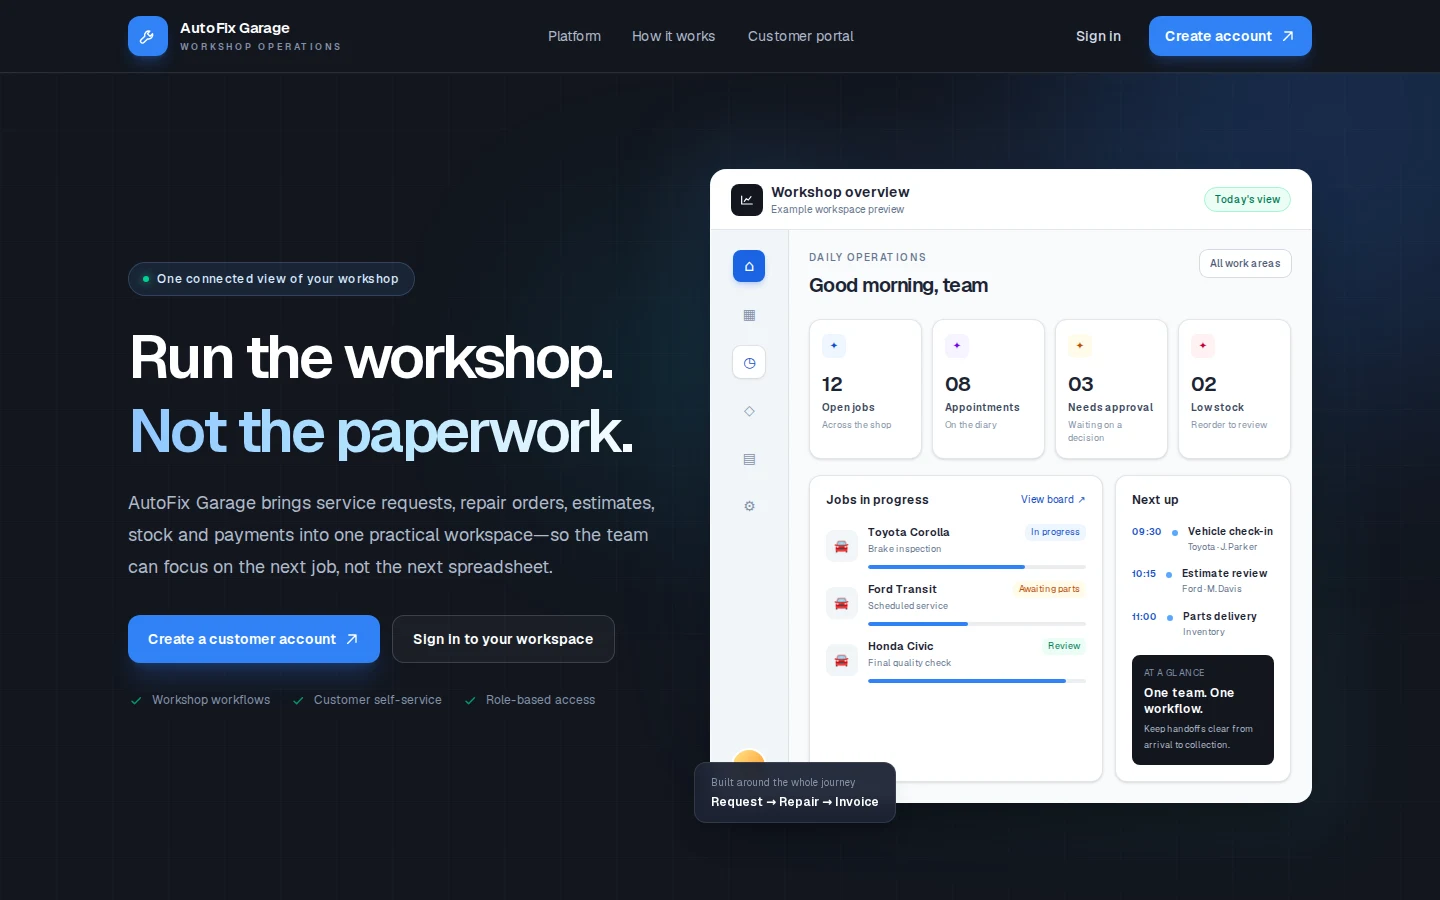 AutoFix Garage
WORKSHOP OPERATIONS
Platform
How it works
Customer portal
Sign in
Create account
One connected view of your workshop
Run the workshop.
Not the paperwork.
AutoFix Garage brings service requests, repair orders, estimates,
stock and payments into one practical workspace—so the team
can focus on the next job, not the next spreadsheet.
Create a customer account
Sign in to your workspace
Workshop workflows
Customer self-service
Role-based access
Workshop overview
Example workspace preview
Today's view
DAILY OPERATIONS
Good morning, team
All work areas
12
Open jobs
Across the shop
08
Appointments
On the diary
03
Needs approval
Waiting on a
decision
02
Low stock
Reorder to review
Jobs in progress
View board ↗
Toyota Corolla
In progress
Brake inspection
Ford Transit
Awaiting parts
Scheduled service
Honda Civic
Review
Final quality check
Next up
09:30
Vehicle check-in
Toyota · J. Parker
10:15
Estimate review
Ford · M. Davis
11:00
Parts delivery
Inventory
AT A GLANCE
One team. One
workflow.
Keep handoffs clear from
arrival to collection.
Built around the whole journey
Request → Repair → Invoice